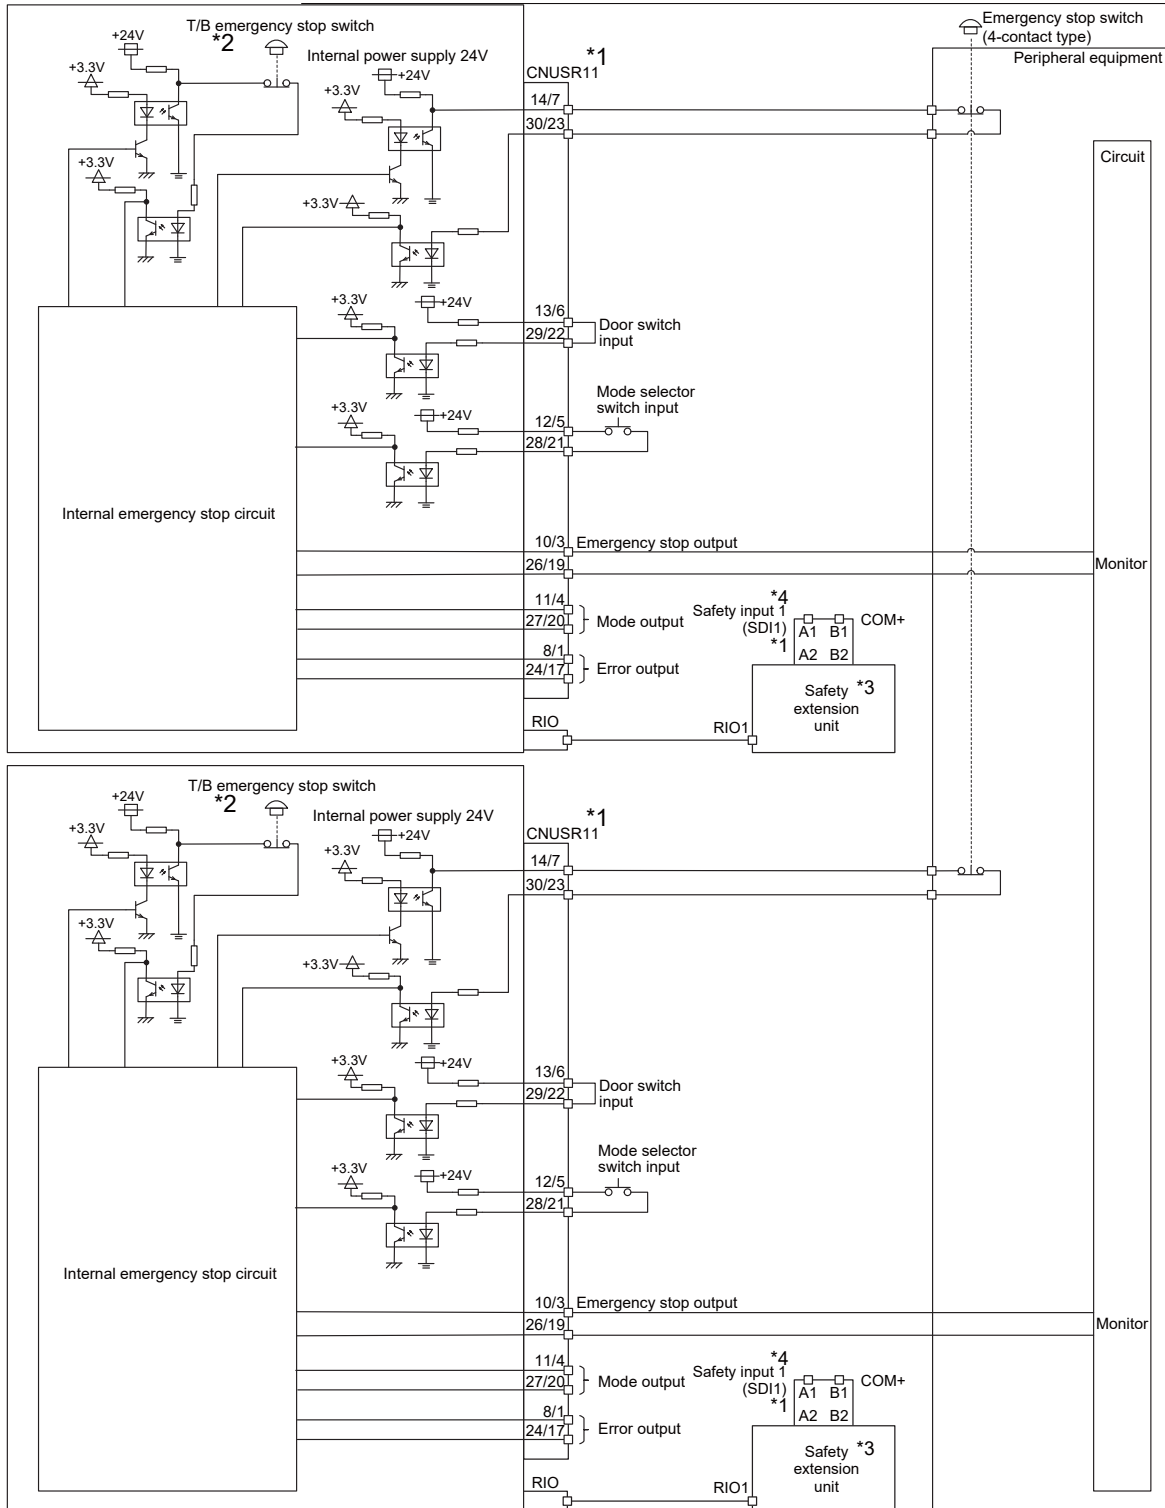 T/B emergency stop switch
*2
+24V
+3.3V
+3.3V
Internal power supply 24V
+24V
+3.3V
+3.3V
*1
CNUSR11
14/7
30/23
Emergency stop switch
(4-contact type)
Peripheral equipment
Circuit
+3.3V
+24V
13/6
29/22
Door switch
input
+3.3V
+24V
12/5
28/21
Mode selector
switch input
Internal emergency stop circuit
10/3
Emergency stop output
26/19
Monitor
11/4
27/20
Mode output
8/1
24/17
Error output
*4
Safety input 1
(SDI1)
*1
A1 B1
COM+
A2 B2
Safety *3
extension
unit
RIO
RIO1
T/B emergency stop switch
*2
+24V
+3.3V
+3.3V
Internal power supply 24V
+24V
+3.3V
+3.3V
*1
CNUSR11
14/7
30/23
+3.3V
+24V
13/6
29/22
Door switch
input
+3.3V
+24V
12/5
28/21
Mode selector
switch input
Internal emergency stop circuit
10/3
Emergency stop output
26/19
Monitor
11/4
27/20
Mode output
8/1
24/17
Error output
*4
Safety input 1
(SDI1)
*1
A1 B1
COM+
A2 B2
Safety *3
extension
unit
RIO
RIO1